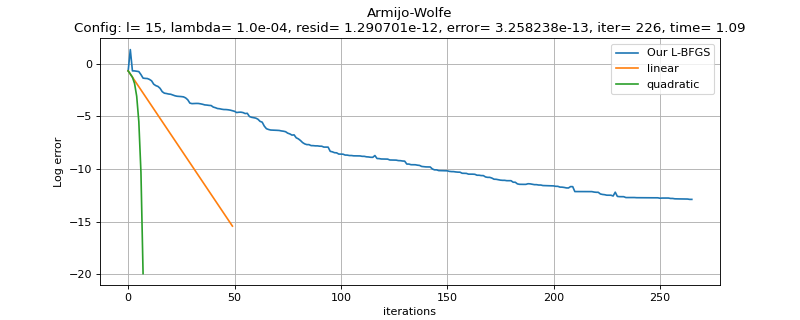 Armijo-Wolfe
Config: l= 15, lambda= 1.0e-04, resid= 1.290701e-12, error= 3.258238e-13, iter= 226, time= 1.09
Our L-BFGS
linear
quadratic
Log error
0
−5
−10
−15
−20
0
50
100
150
200
250
iterations